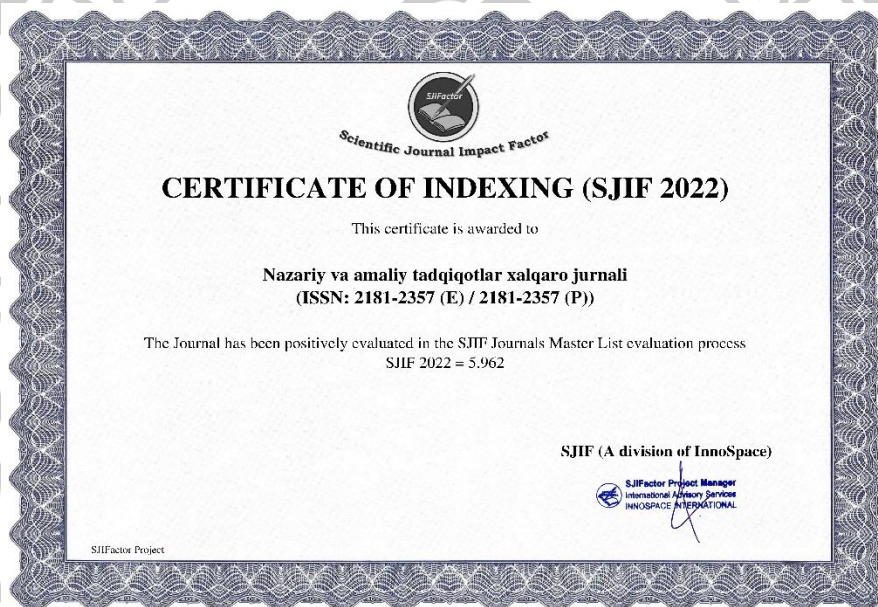 SJIFactor
Scientific Journal Impact Factor
CERTIFICATE OF INDEXING (SJIF 2022)
This certificate is awarded to
Nazariy va amaliy tadqiqotlar xalqaro jurnali
(ISSN: 2181-2357 (E) / 2181-2357 (P))
The Journal has been positively evaluated in the SJIF Journals Master List evaluation process
SJIF 2022 = 5.962
SJIF (A division of InnoSpace)
SJIFactor Project Manager
International Advisory Services
INNOSPACE INTERNATIONAL
SJIFactor Project